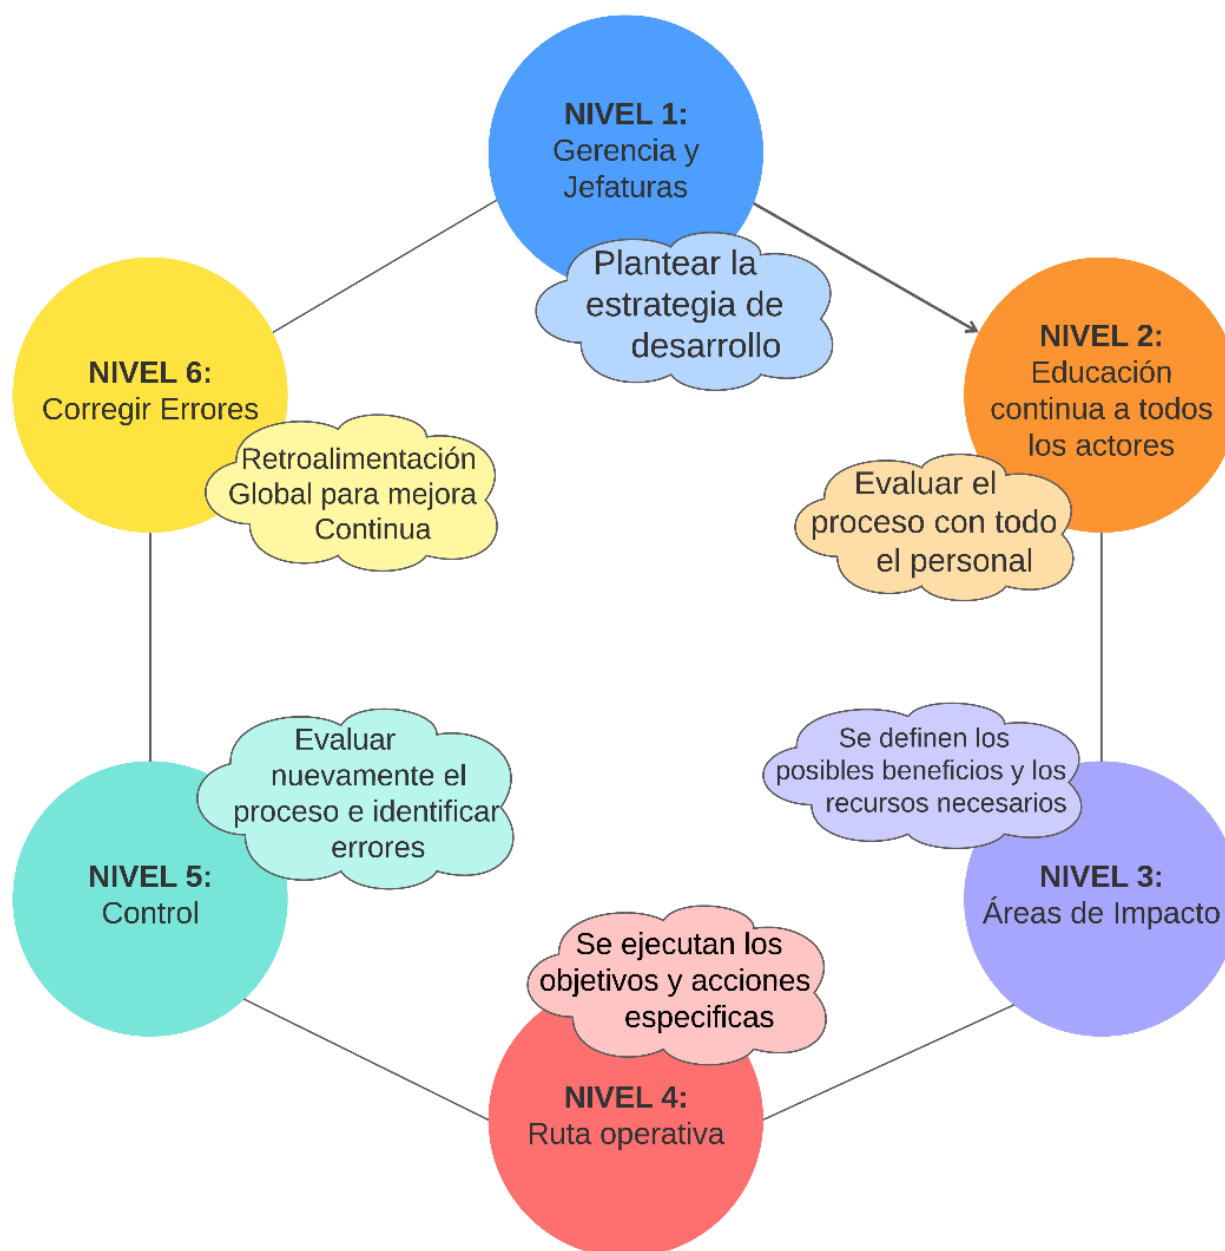 NIVEL 1:
Gerencia y
Jefaturas
Plantear la
estrategia de
desarrollo
NIVEL 2:
Educación
continua a todos
los actores
Evaluar el
proceso con todo
el personal
Se definen los
posibles beneficios y los
recursos necesarios
NIVEL 3:
Áreas de Impacto
Se ejecutan los
objetivos y acciones
especificas
NIVEL 4:
Ruta operativa
Evaluar
nuevamente el
proceso e identificar
errores
NIVEL 5:
Control
NIVEL 6:
Corregir Errores
Retroalimentación
Global para mejora
Continua